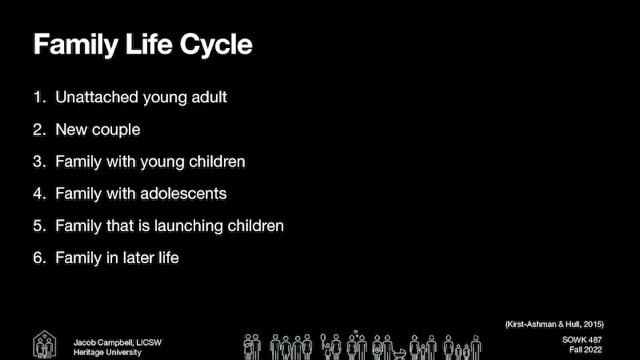 Family Life Cycle
1. Unattached young adult
2. New couple
3. Family with young children
4. Family with adolescents
5. Family that is launching children
6. Family in later life
(Kirst-Ashman & Hull, 2015)
Jacob Campbell, LICSW
Heritage University
SOWK 487
Fall 2022